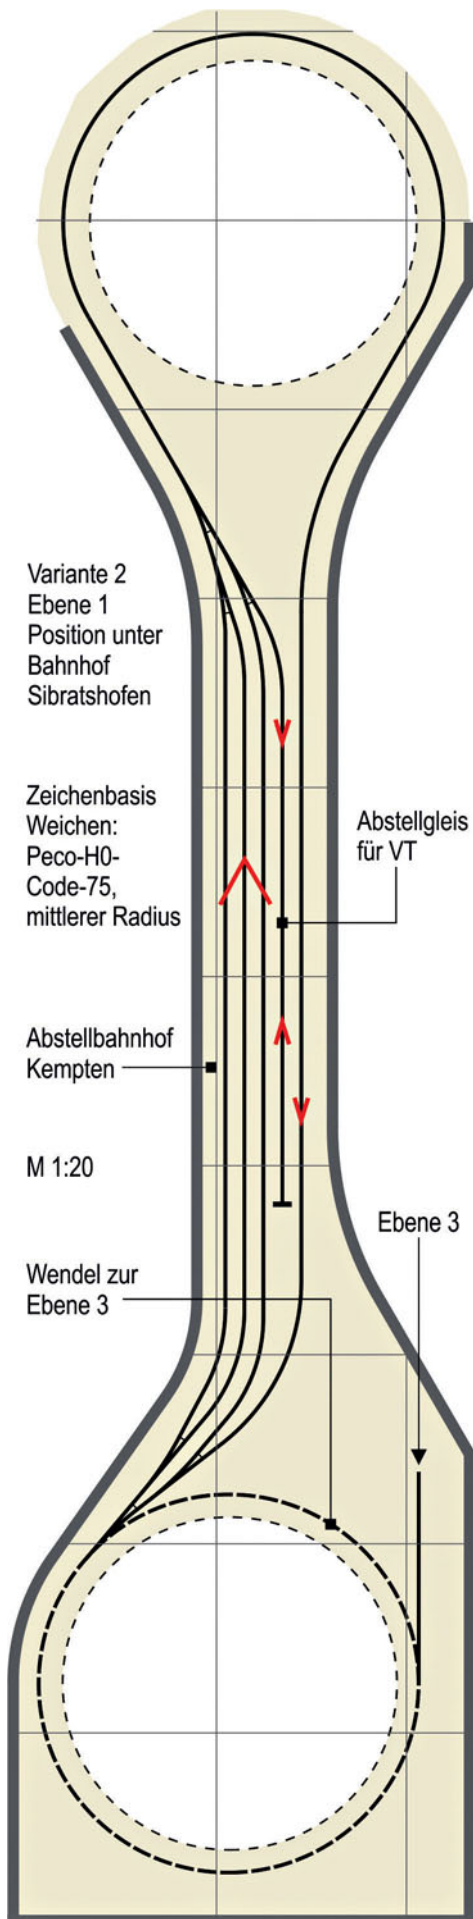 Variante 2
Ebene 1
Position unter
Bahnhof
Sibratshofen
Zeichenbasis
Weichen:
Peco-H0-
Code-75,
mittlerer Radius
Abstellgleis
für VT
Abstellbahnhof
Kempten
M 1:20
Ebene 3
Wendel zur
Ebene 3